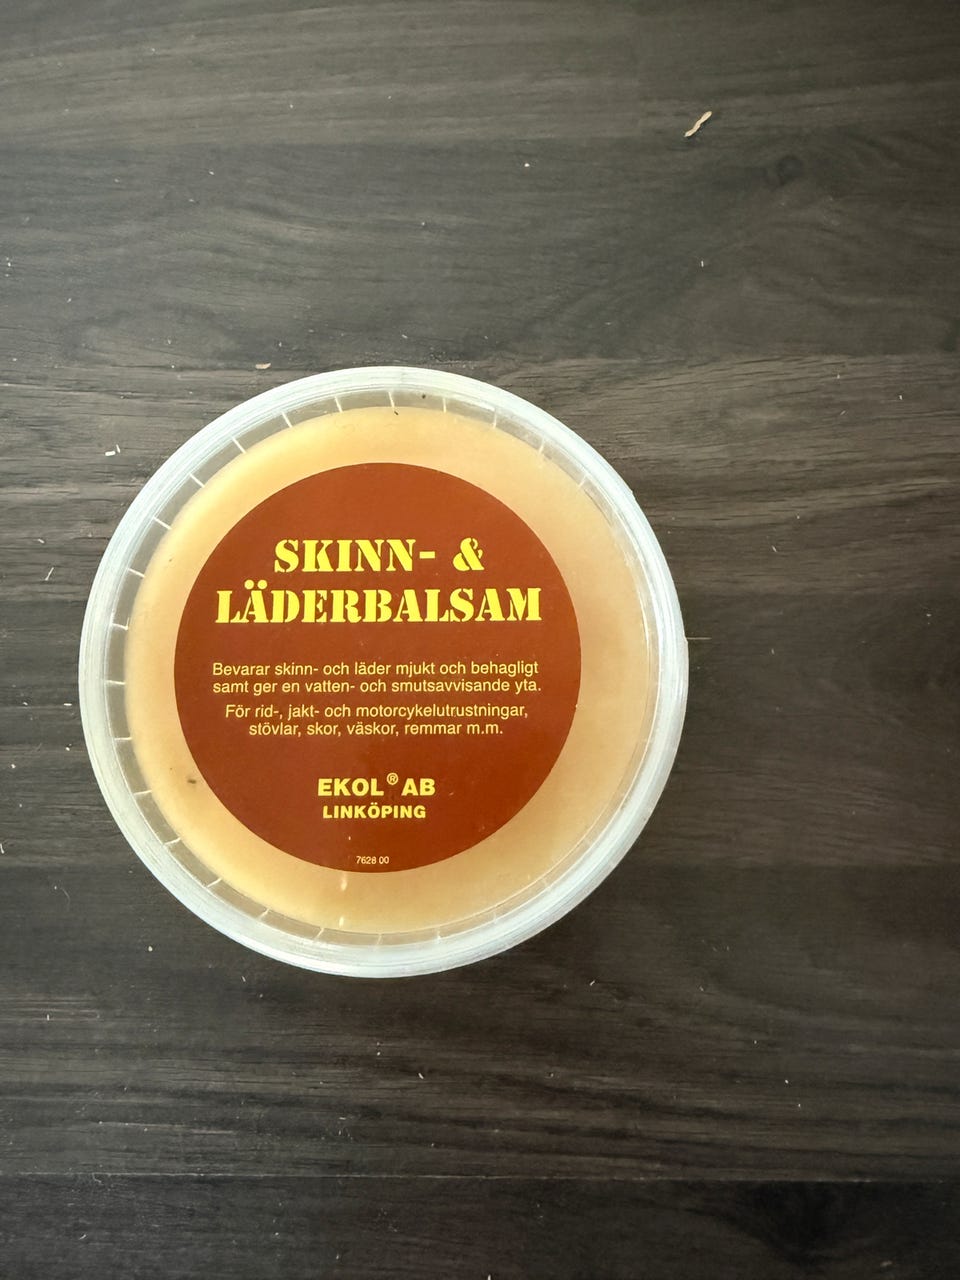 SKINN- &
LÄDERBALSAM
Bevarar skinn- och läder mjukt och behagligt
samt ger en vatten- och smutsavvisande yta.
För rid-, jakt- och motorcykelutrustningar,
stövlar, skor, väskor, remmar m.m.
EKOL® AB
LINKÖPING
7628 00